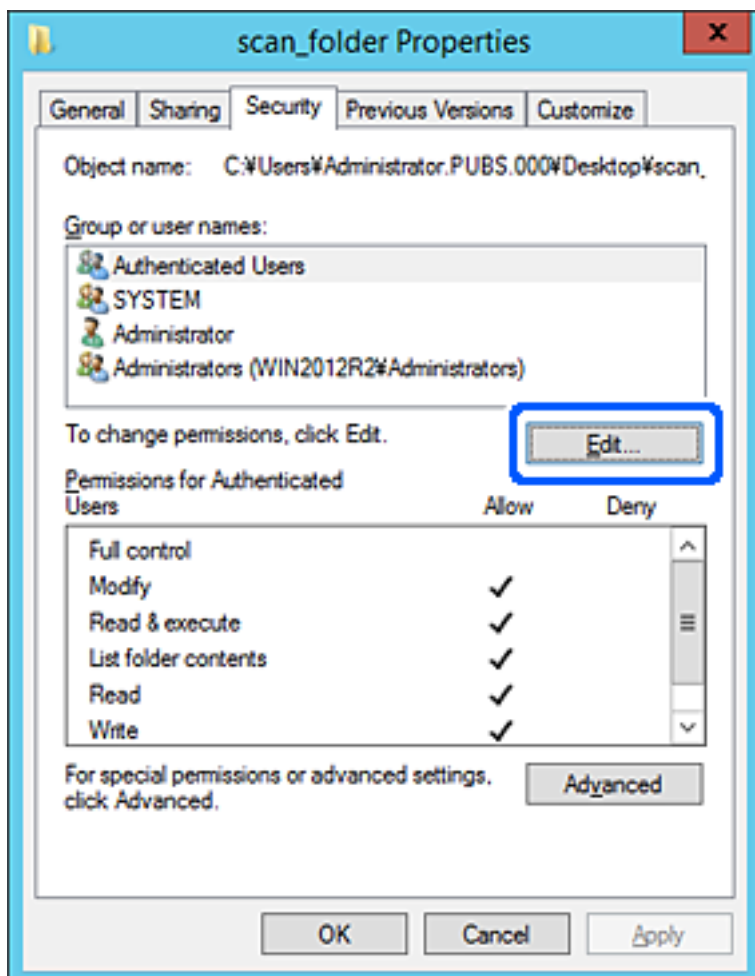 scan_folder Properties
x
General Sharing Security Previous Versions Customize
Object name: C:¥Users¥Administrator.PUBS.000¥Desktop¥scan_
Group or user names:
Authenticated Users
SYSTEM
Administrator
Administrators (WIN2012R2¥Administrators)
To change permissions, click Edit.
Edit...
Permissions for Authenticated
Users Allow Deny
Full control
Modify
Read & execute
List folder contents
Read
Write
For special permissions or advanced settings,
click Advanced.
Advanced
OK Cancel Apply